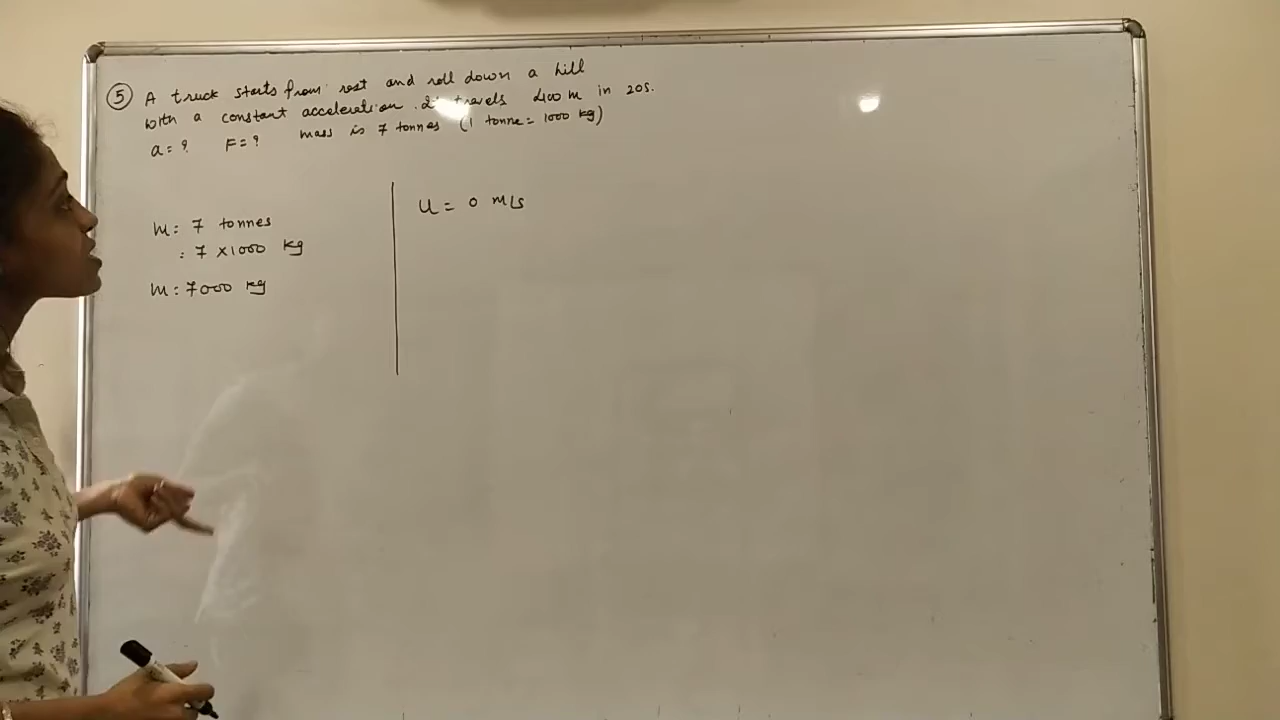 ⑤ A truck starts from rest and roll down a hill
with a constant acceleration. It travels 400 m in 20s.
a = ? F = ? mass is 7 tonnes (1 tonne = 1000 kg)
m: 7 tonnes
: 7 ×1000 kg
m: 7000 kg
u = 0 m/s